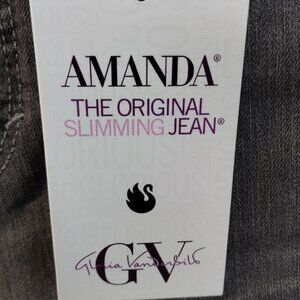 AMANDA®
THE ORIGINAL
SLIMMING JEAN®
GV
Gloria Vanderbilt